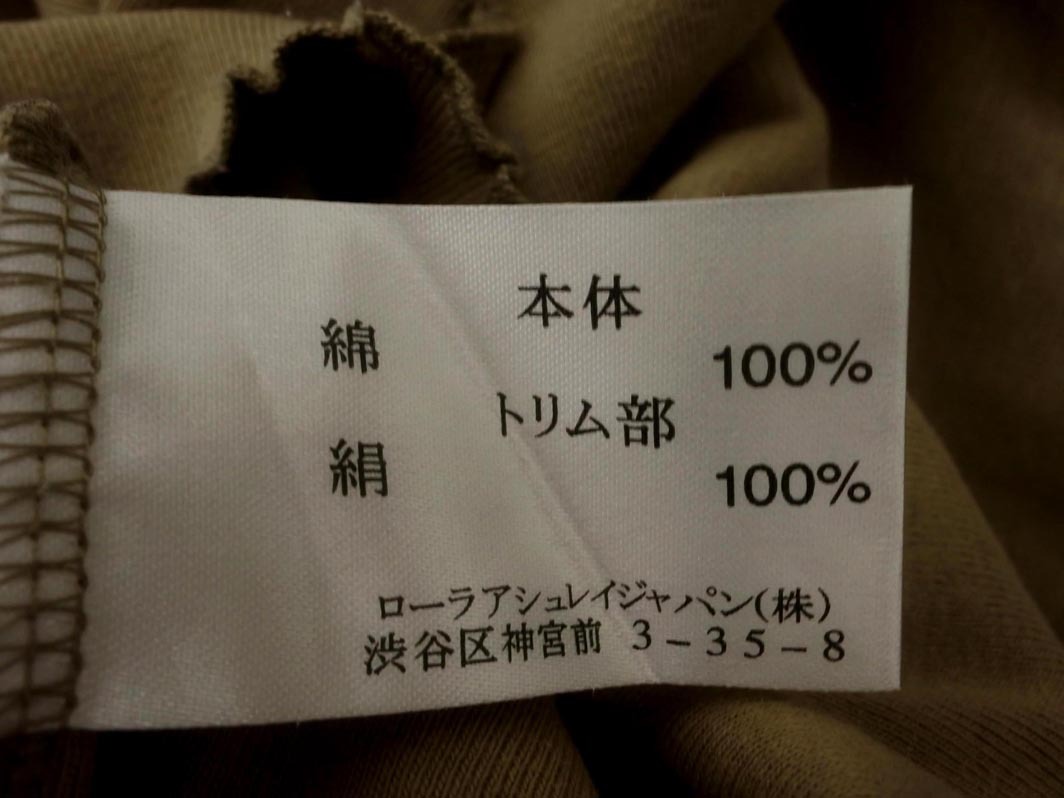 本体
綿 100%
トリム部
絹 100%
ローラアシュレイジャパン(株)
渋谷区神宮前 3-35-8